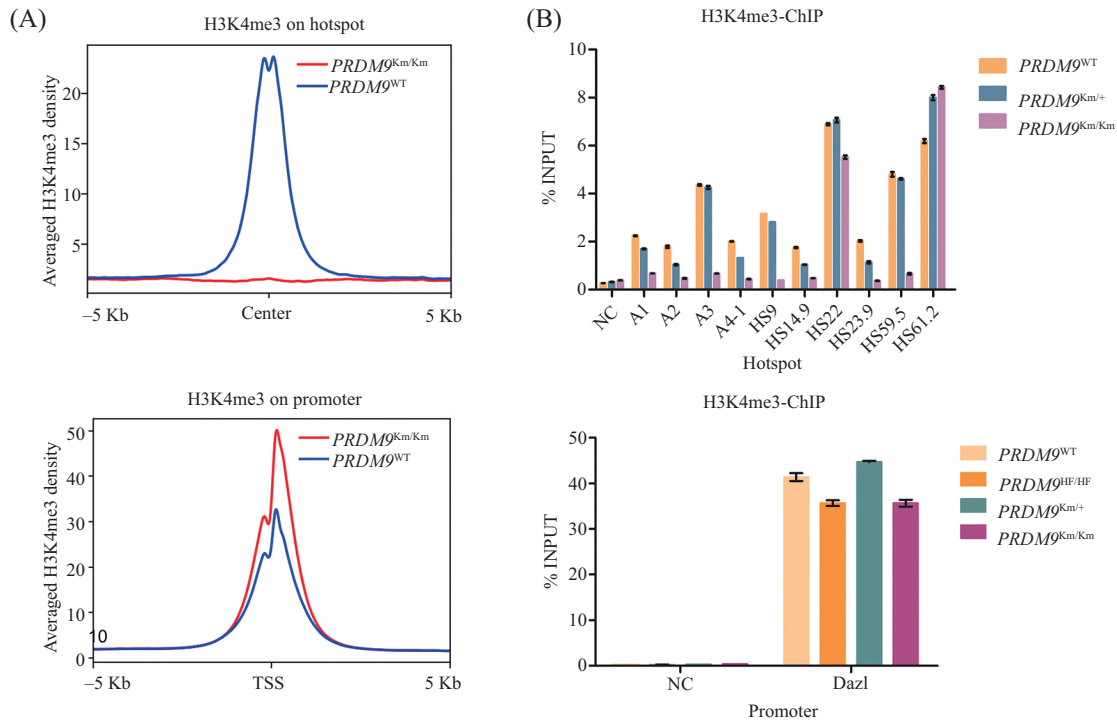 (A)
H3K4me3 on hotspot
Averaged H3K4me3 density
20
15
10
5
PRDM9Km/Km
PRDM9WT
−5 Kb
Center
5 Kb
H3K4me3 on promoter
Averaged H3K4me3 density
50
40
30
20
10
10
0
PRDM9Km/Km
PRDM9WT
−5 Kb
TSS
5 Kb
(B)
H3K4me3-ChIP
% INPUT
10
8
6
4
2
0
PRDM9WT
PRDM9Km/+
PRDM9Km/Km
NC
A1
A2
A3
A4-1
HS9
HS14.9
HS22
HS23.9
HS59.5
HS61.2
Hotspot
H3K4me3-ChIP
% INPUT
50
40
30
20
10
0
PRDM9WT
PRDM9HF/HF
PRDM9Km/+
PRDM9Km/Km
NC
Dazl
Promoter